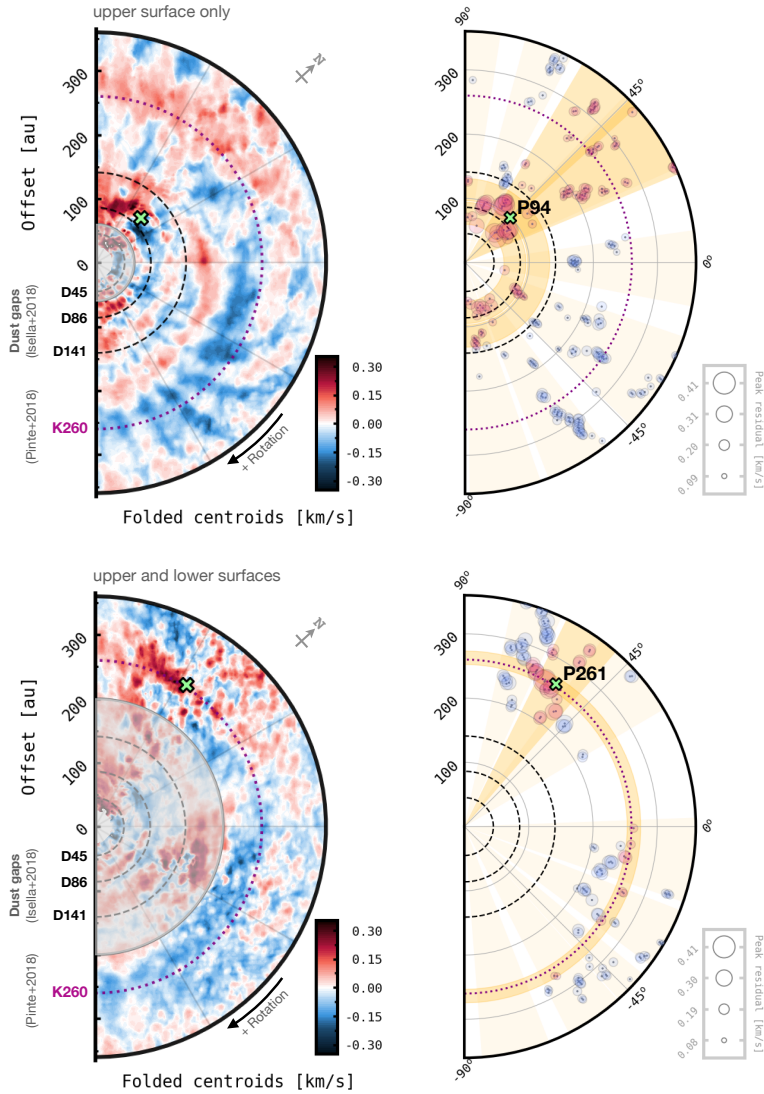 upper surface only
300
200
100
0
Offset [au]
Dust gaps
(Isella+2018)
D45
D86
D141
(Pinte+2018)
K260
N
+ Rotation
0.30
0.15
0.00
-0.15
-0.30
Folded centroids [km/s]
90°
300
100
45°
P94
0°
-45°
-90°
0.41
0.31
0.20
0.09
Peak residual [km/s]
upper and lower surfaces
300
200
100
0
Offset [au]
Dust gaps
(Isella+2018)
D45
D86
D141
(Pinte+2018)
K260
N
+ Rotation
0.30
0.15
0.00
-0.15
-0.30
Folded centroids [km/s]
90°
300
200
100
45°
P261
0°
-45°
-90°
0.41
0.30
0.19
0.08
Peak residual [km/s]